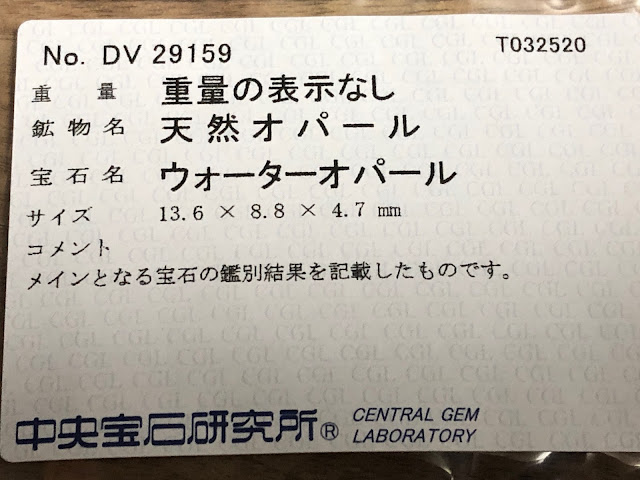 No. DV 29159 T032520
重量 重量の表示なし
鉱物名 天然オパール
宝石名 ウォーターオパール
サイズ 13.6 × 8.8 × 4.7 mm
コメント
メインとなる宝石の鑑別結果を記載したものです。
中央宝石研究所® CENTRAL GEM
LABORATORY